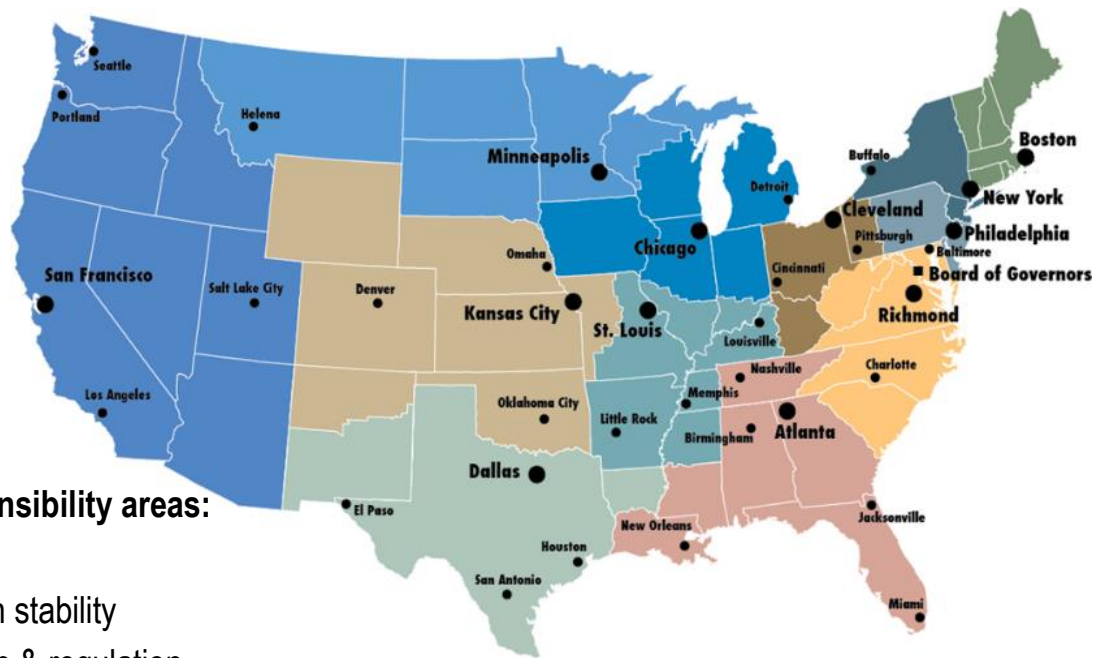 Seattle
Portland
Helena
Minneapolis
Buffalo
Boston
Detroit
New York
Cleveland
Chicago
Pittsburgh
Philadelphia
Baltimore
Omaha
Cincinnati
Board of Governors
San Francisco
Salt Lake City
Denver
Kansas City
St. Louis
Richmond
Louisville
Nashville
Charlotte
Los Angeles
Memphis
Oklahoma City
Little Rock
Birmingham
Atlanta
Dallas
nsibility areas:
El Paso
Jacksonville
New Orleans
Houston
San Antonio
stability
Miami
& regulation